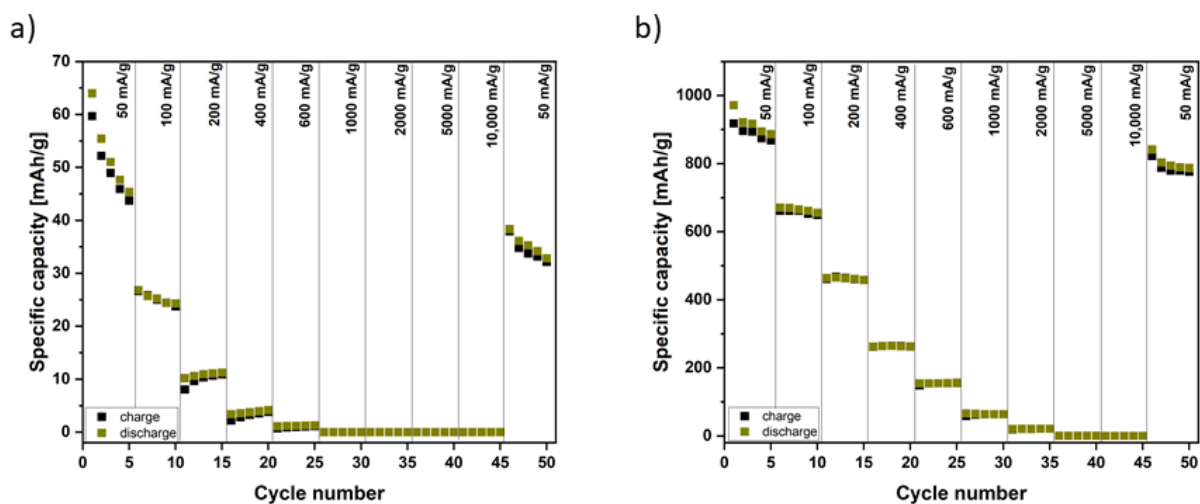 a)
70
60
50
40
30
20
10
0
Specific capacity [mAh/g]
50 mA/g
100 mA/g
200 mA/g
400 mA/g
600 mA/g
1000 mA/g
2000 mA/g
5000 mA/g
10,000 mA/g
50 mA/g
charge
discharge
0 5 10 15 20 25 30 35 40 45 50
Cycle number
b)
1000
800
600
400
200
0
Specific capacity [mAh/g]
50 mA/g
100 mA/g
200 mA/g
400 mA/g
600 mA/g
1000 mA/g
2000 mA/g
5000 mA/g
10,000 mA/g
50 mA/g
charge
discharge
0 5 10 15 20 25 30 35 40 45 50
Cycle number